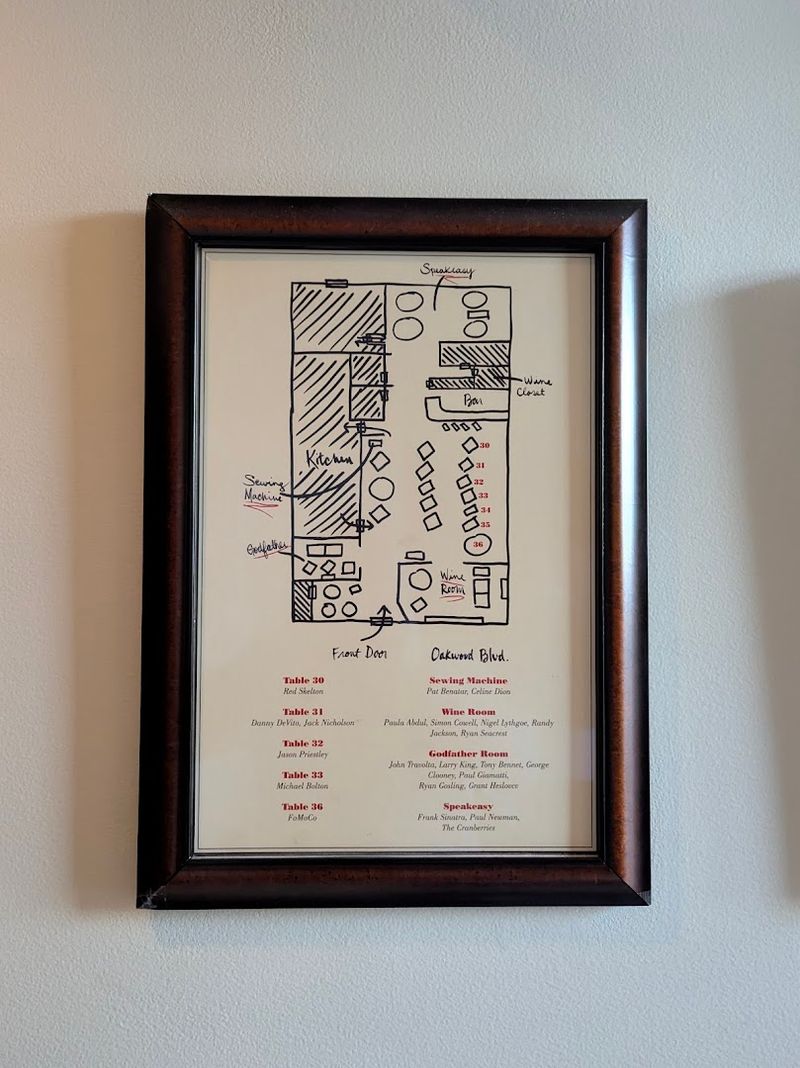 Speakeasy
Wine
Closet
Bar
30
Kitchen
31
Sewing
Machine
32
33
34
35
36
Godfather
Wine
Room
Front Door
Oakwood Blvd.
Table 30
Red Skelton
Table 31
Danny DeVito, Jack Nicholson
Table 32
Jason Priestley
Table 33
Michael Bolton
Table 36
FoMoCo
Sewing Machine
Pat Benatar, Celine Dion
Wine Room
Paula Abdul, Simon Cowell, Nigel Lythgoe, Randy
Jackson, Ryan Seacrest
Godfather Room
John Travolta, Larry King, Tony Bennet, George
Clooney, Paul Giamatti,
Ryan Gosling, Grant Heslovev
Speakeasy
Frank Sinatra, Paul Newman,
The Cranberries